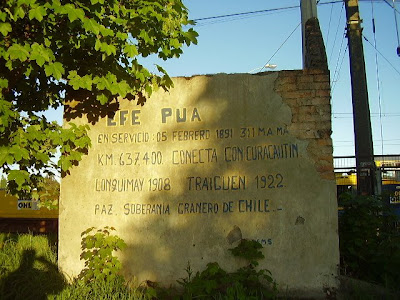 EFE PUA
EN SERVICIO : 05 FEBRERO 1891 311 M A M A
KM. 637.400 CONECTA CON CURACAUTIN
LONQUIMAY 1908 TRAIGUEN 1922
PAZ. SOBERANIA GRANERO DE CHILE